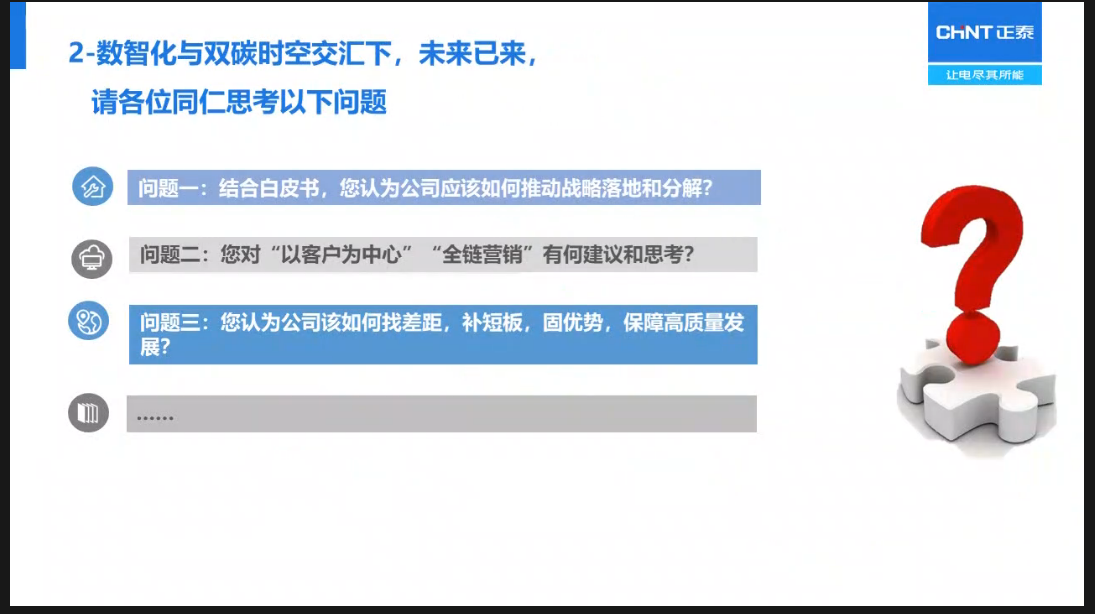 CHNT 正泰
让电尽其所能
2-数智化与双碳时空交汇下，未来已来，
请各位同仁思考以下问题
问题一：结合白皮书，您认为公司应该如何推动战略落地和分解？
问题二：您对“以客户为中心”“全链营销”有何建议和思考？
问题三：您认为公司该如何找差距，补短板，固优势，保障高质量发
展？
......